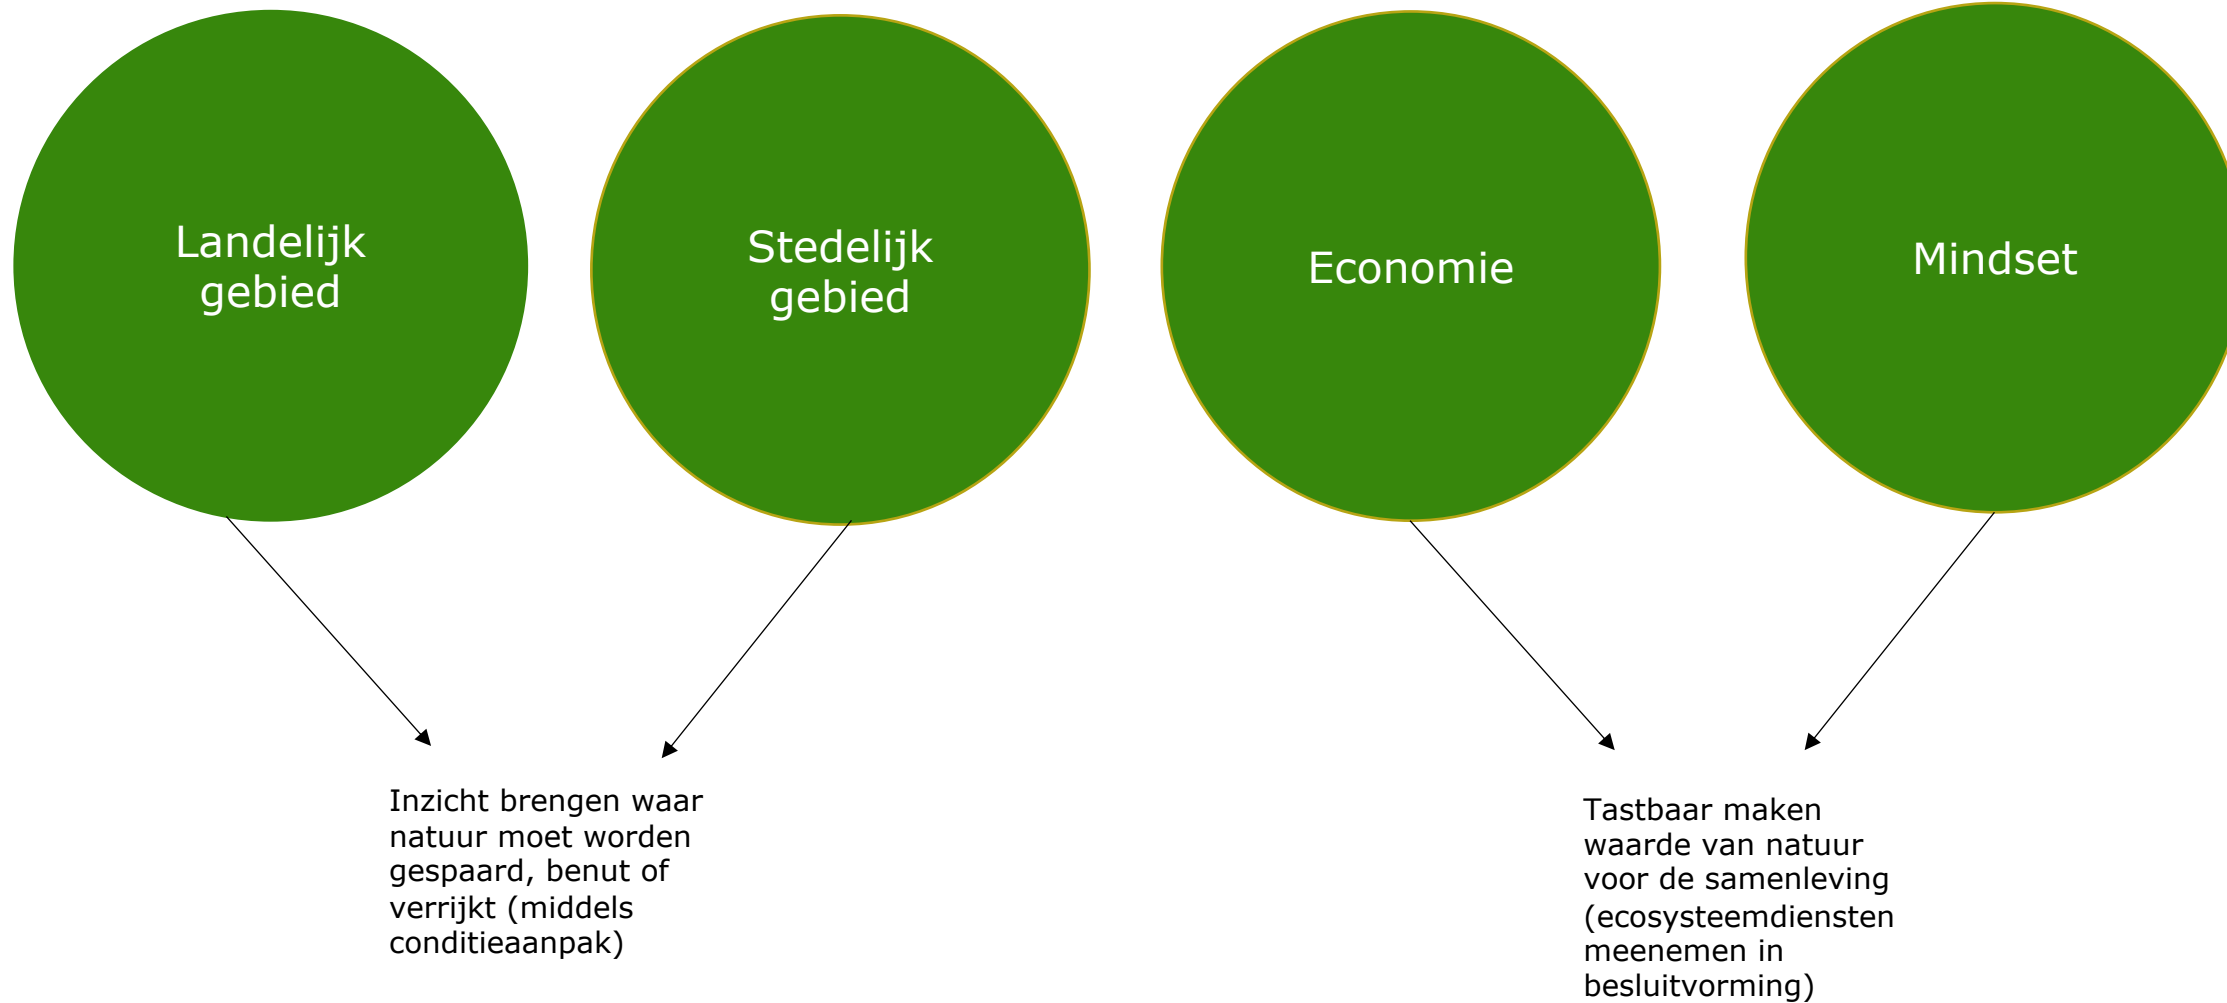 Landelijk
gebied
Stedelijk
gebied
Economie
Mindset
Inzicht brengen waar
natuur moet worden
gespaard, benut of
verrijkt (middels
conditieaanpak)
Tastbaar maken
waarde van natuur
voor de samenleving
(ecosysteemdiensten
meenemen in
besluitvorming)